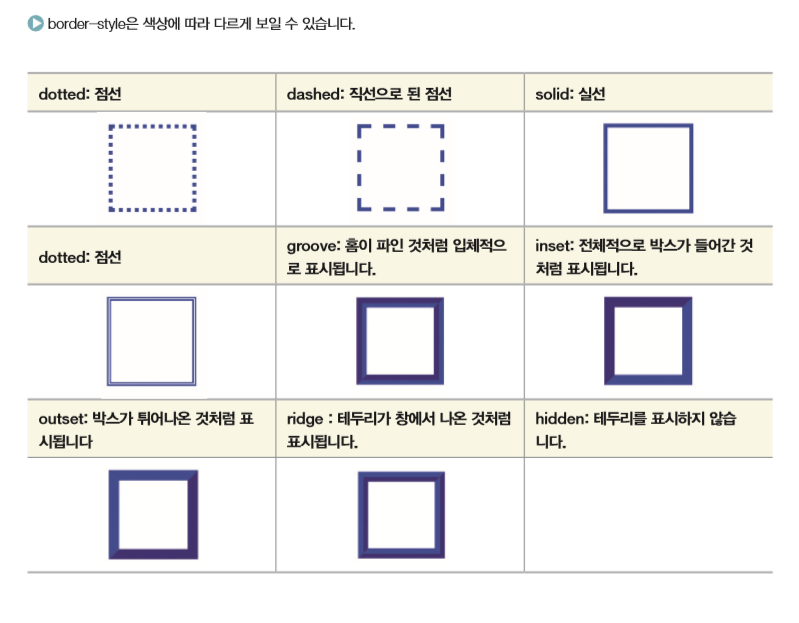 border-style은 색상에 따라 다르게 보일 수 있습니다.
dotted: 점선
dashed: 직선으로 된 점선
solid: 실선
dotted: 점선
groove: 홈이 파인 것처럼 입체적으
로 표시됩니다.
inset: 전체적으로 박스가 들어간 것
처럼 표시됩니다.
outset: 박스가 튀어나온 것처럼 표
시됩니다
ridge : 테두리가 창에서 나온 것처럼
표시됩니다.
hidden: 테두리를 표시하지 않습
니다.